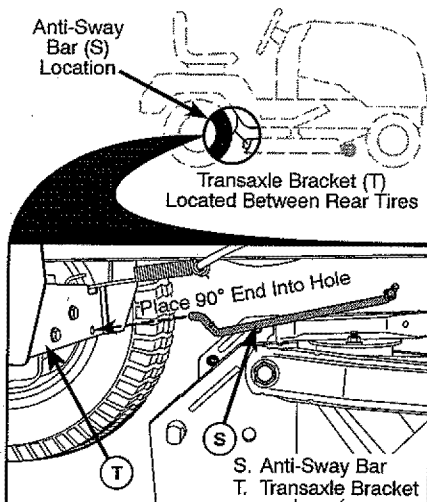 Anti-Sway
Bar (S)
Location
Transaxle Bracket (T)
Located Between Rear Tires
Place 90° End Into Hole
S
T
S. Anti-Sway Bar
T. Transaxle Bracket